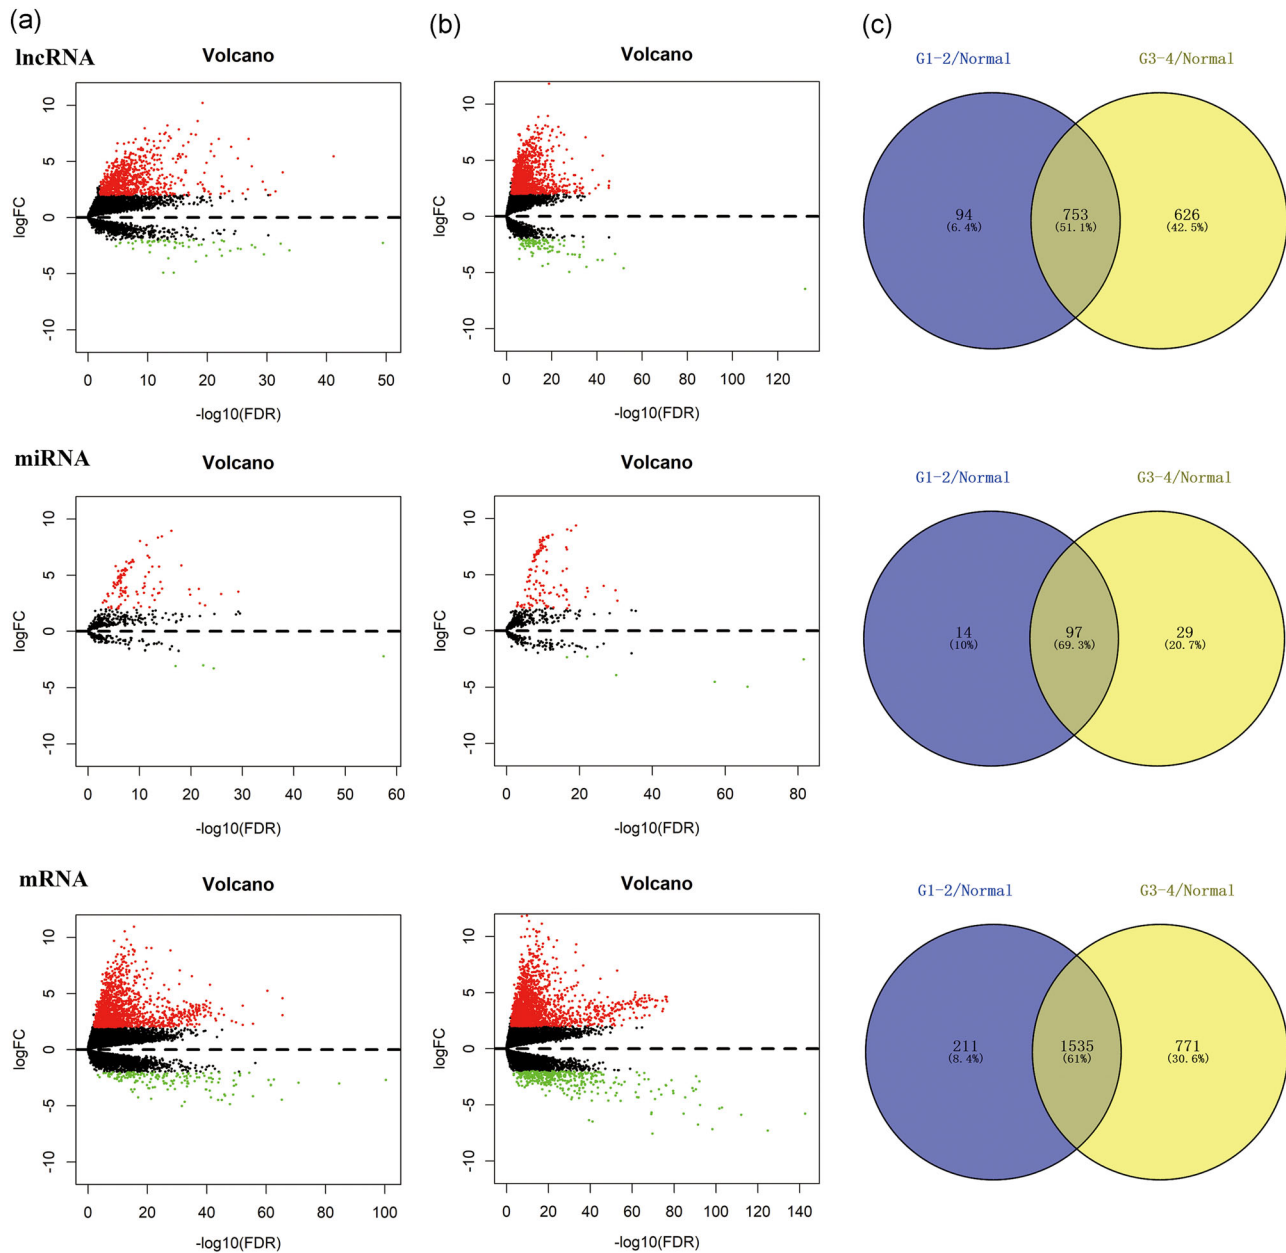 (a)
(b)
(c)
lncRNA
Volcano
Volcano
G1-2/Normal
G3-4/Normal
logFC
10
5
0
-5
-10
0
10
20
30
40
50
-log10(FDR)
logFC
10
5
0
-5
-10
0
20
40
60
80
100
120
-log10(FDR)
94
(6.4%)
753
(51.1%)
626
(42.5%)
miRNA
Volcano
Volcano
G1-2/Normal
G3-4/Normal
logFC
10
5
0
-5
-10
0
10
20
30
40
50
60
-log10(FDR)
logFC
10
5
0
-5
-10
0
20
40
60
80
-log10(FDR)
14
(10%)
97
(69.3%)
29
(20.7%)
mRNA
Volcano
Volcano
G1-2/Normal
G3-4/Normal
logFC
10
5
0
-5
-10
0
20
40
60
80
100
-log10(FDR)
logFC
10
5
0
-5
-10
0
20
40
60
80
100
120
140
-log10(FDR)
211
(8.4%)
1535
(61%)
771
(30.6%)